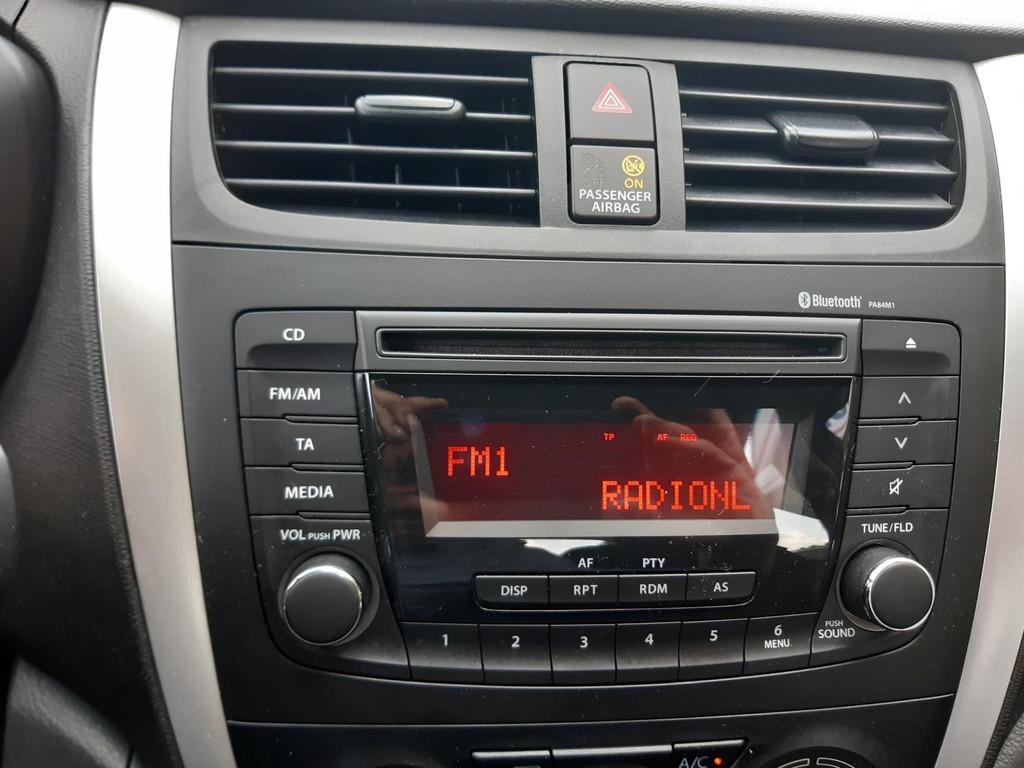 OFF ON
PASSENGER
AIRBAG
Bluetooth PA84M1
CD
FM/AM
TA
MEDIA
VOL PUSH PWR
TP AF REG
FM1
RADIONL
TUNE/FLD
AF PTY
DISP RPT RDM AS
1 2 3 4 5 6
MENU
PUSH
SOUND
A/C